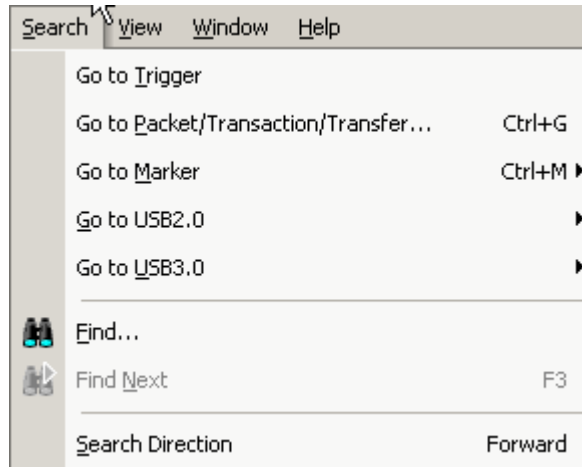 Search View Window Help
Go to Trigger
Go to Packet/Transaction/Transfer... Ctrl+G
Go to Marker Ctrl+M
Go to USB2.0
Go to USB3.0
Find...
Find Next F3
Search Direction Forward